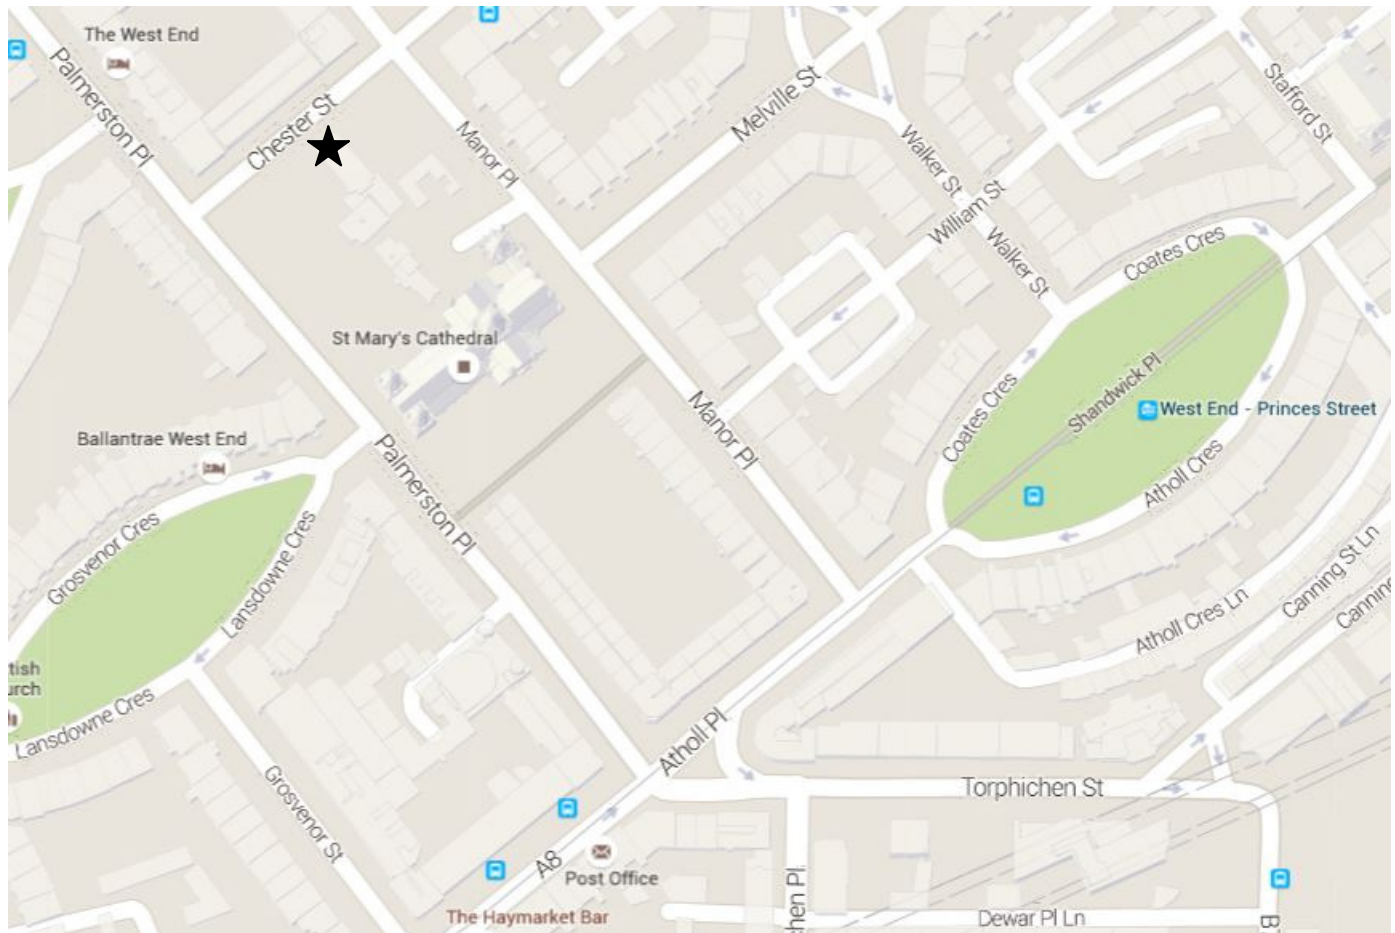 The West End
Palmerston Pl
Chester St
Manor Pl
Melville St
Walker St
William St
Walker St
Stafford St
Coates Cres
St Mary's Cathedral
Manor Pl
Coates Cres
Shandwick Pl
West End - Princes Street
Ballantrae West End
Palmerston Pl
Atholl Cres
Grosvenor Cres
Lansdowne Cres
Canning St Ln
Atholl Cres Ln
Lansdowne Cres
Atholl Pl
Torphichen St
Grosvenor St
A8
Post Office
The Haymarket Bar
Dewar Pl Ln